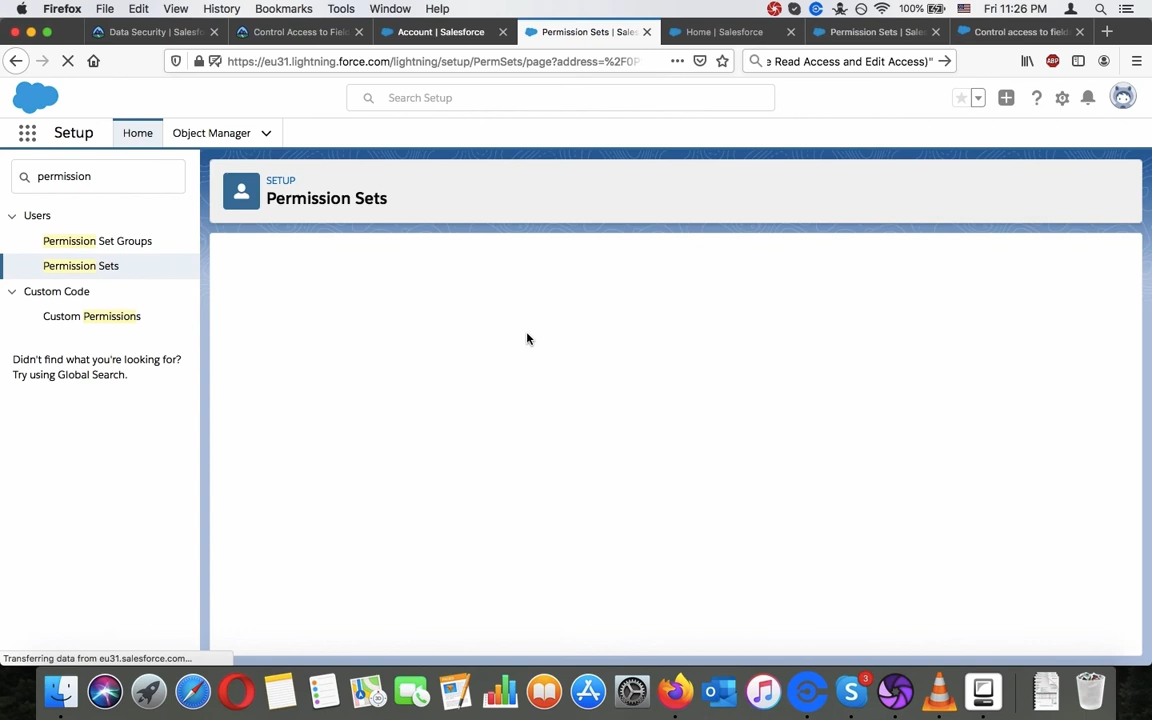 Firefox File Edit View History Bookmarks Tools Window Help 100% Fri 11:26 PM
Data Security | Salesfo Control Access to Field Account | Salesforce Permission Sets | Sales Home | Salesforce Permission Sets | Sales Control access to field
https://eu31.lightning.force.com/lightning/setup/PermSets/page?address=%2F0P e Read Access and Edit Access)"
ABP
Search Setup
Setup Home Object Manager
permission
SETUP
Permission Sets
Users
Permission Set Groups
Permission Sets
Custom Code
Custom Permissions
Didn't find what you're looking for?
Try using Global Search.
Transferring data from eu31.salesforce.com...
3